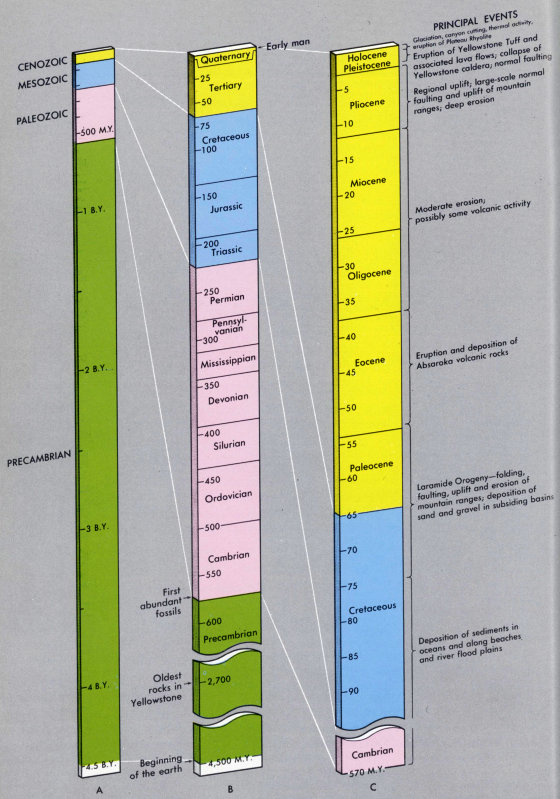 PRINCIPAL EVENTS
Glaciation, canyon cutting, thermal activity,
eruption of Plateau Rhyolite
Eruption of Yellowstone Tuff and
associated lava flows; collapse of
Yellowstone caldera; normal faulting
Regional uplift; large-scale normal
faulting and uplift of mountain
ranges; deep erosion
Moderate erosion;
possibly some volcanic activity
Eruption and deposition of
Absaroka volcanic rocks
Laramide Orogeny—folding,
faulting, uplift and erosion of
mountain ranges; deposition of
sand and gravel in subsiding basins
Deposition of sediments in
oceans and along beaches
and river flood plains
CENOZOIC
MESOZOIC
PALEOZOIC
500 M.Y.
1 B.Y.
2 B.Y.
PRECAMBRIAN
3 B.Y.
4 B.Y.
4.5 B.Y.
A
Early man
Quaternary
25
Tertiary
50
75
Cretaceous
100
150
Jurassic
200
Triassic
250
Permian
Pennsyl-
vanian
300
Mississippian
350
Devonian
400
Silurian
450
Ordovician
500
Cambrian
550
First
abundant
fossils
600
Precambrian
Oldest
rocks in
Yellowstone
2,700
Beginning
of the earth
4,500 M.Y.
B
Holocene
Pleistocene
5
Pliocene
10
15
Miocene
20
25
30
Oligocene
35
40
Eocene
45
50
55
Paleocene
60
65
70
75
Cretaceous
80
85
90
Cambrian
570 M.Y.
C